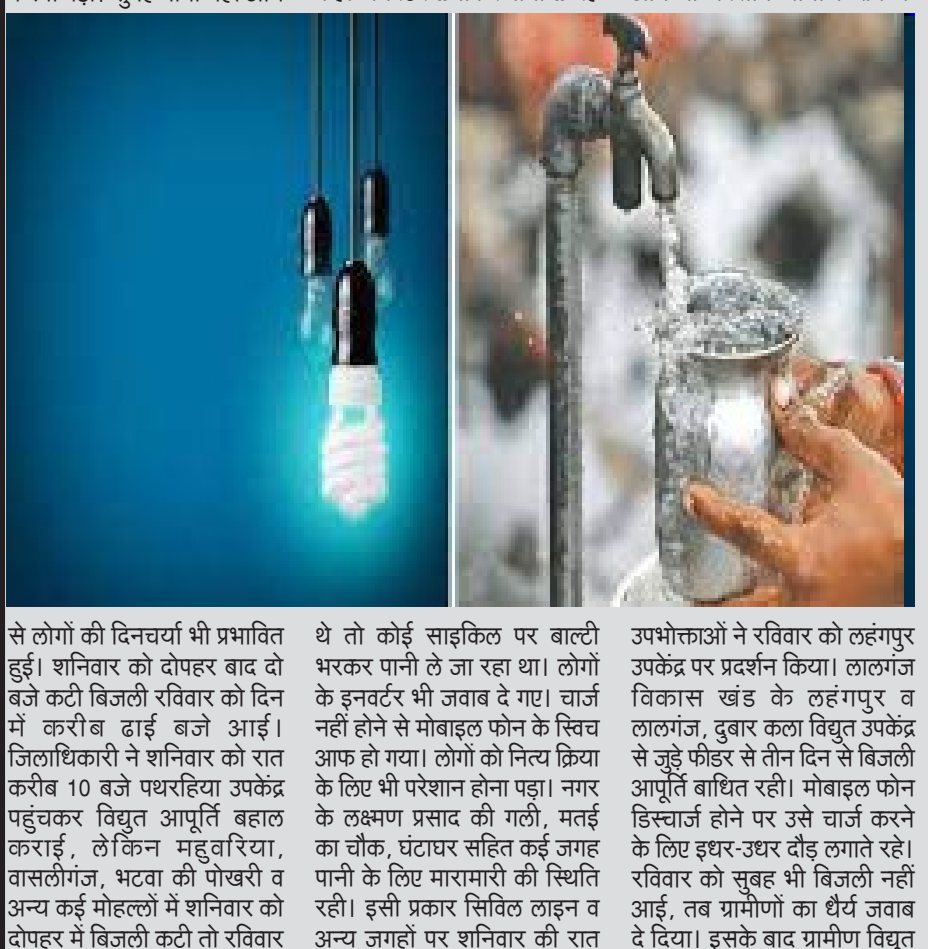 से लोगों की दिनचर्या भी प्रभावित
हुई। शनिवार को दोपहर बाद दो
बजे कटी बिजली रविवार को दिन
में करीब ढाई बजे आई।
जिलाधिकारी ने शनिवार को रात
करीब 10 बजे पथरहिया उपकेंद्र
पहुंचकर विद्युत आपूर्ति बहाल
कराई, लेकिन महुवारिया,
वासलीगंज, भटवा की पोखरी व
अन्य कई मोहल्लों में शनिवार को
दोपहर में बिजली कटी तो रविवार
थे तो कोई साइकिल पर बाल्टी
भरकर पानी ले जा रहा था। लोगों
के इनवर्टर भी जवाब दे गए। चार्ज
नहीं होने से मोबाइल फोन के स्विच
आफ हो गया। लोगों को नित्य क्रिया
के लिए भी परेशान होना पड़ा। नगर
के लक्ष्मण प्रसाद की गली, मतई
का चौक, घंटाघर सहित कई जगह
पानी के लिए मारामारी की स्थिति
रही। इसी प्रकार सिविल लाइन व
अन्य जगहों पर शनिवार की रात
उपभोक्ताओं ने रविवार को लहंगपुर
उपकेंद्र पर प्रदर्शन किया। लालगंज
विकास खंड के लहंगपुर व
लालगंज, दुबार कला विद्युत उपकेंद्र
से जुड़े फीडर से तीन दिन से बिजली
आपूर्ति बाधित रही। मोबाइल फोन
डिस्चार्ज होने पर उसे चार्ज करने
के लिए इधर-उधर दौड़ लगाते रहे।
रविवार को सुबह भी बिजली नहीं
आई, तब ग्रामीणों का धैर्य जवाब
दे दिया। इसके बाद ग्रामीण विद्युत